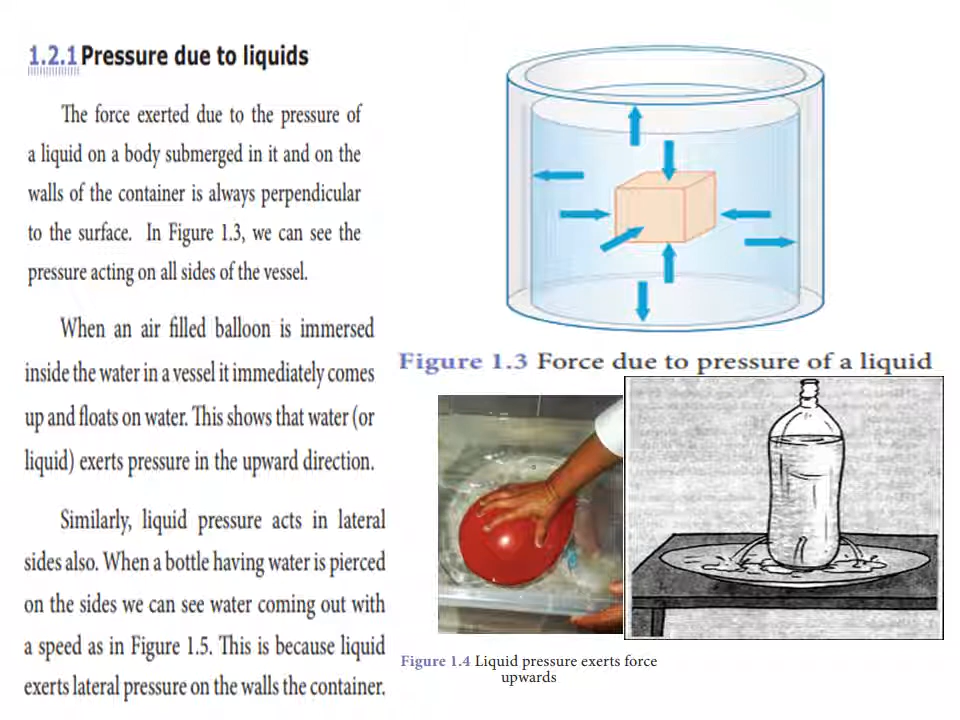 1.2.1 Pressure due to liquids
The force exerted due to the pressure of
a liquid on a body submerged in it and on the
walls of the container is always perpendicular
to the surface. In Figure 1.3, we can see the
pressure acting on all sides of the vessel.
When an air filled balloon is immersed
inside the water in a vessel it immediately comes
up and floats on water. This shows that water (or
liquid) exerts pressure in the upward direction.
Similarly, liquid pressure acts in lateral
sides also. When a bottle having water is pierced
on the sides we can see water coming out with
a speed as in Figure 1.5. This is because liquid
exerts lateral pressure on the walls the container.
Figure 1.3 Force due to pressure of a liquid
Figure 1.4 Liquid pressure exerts force
upwards